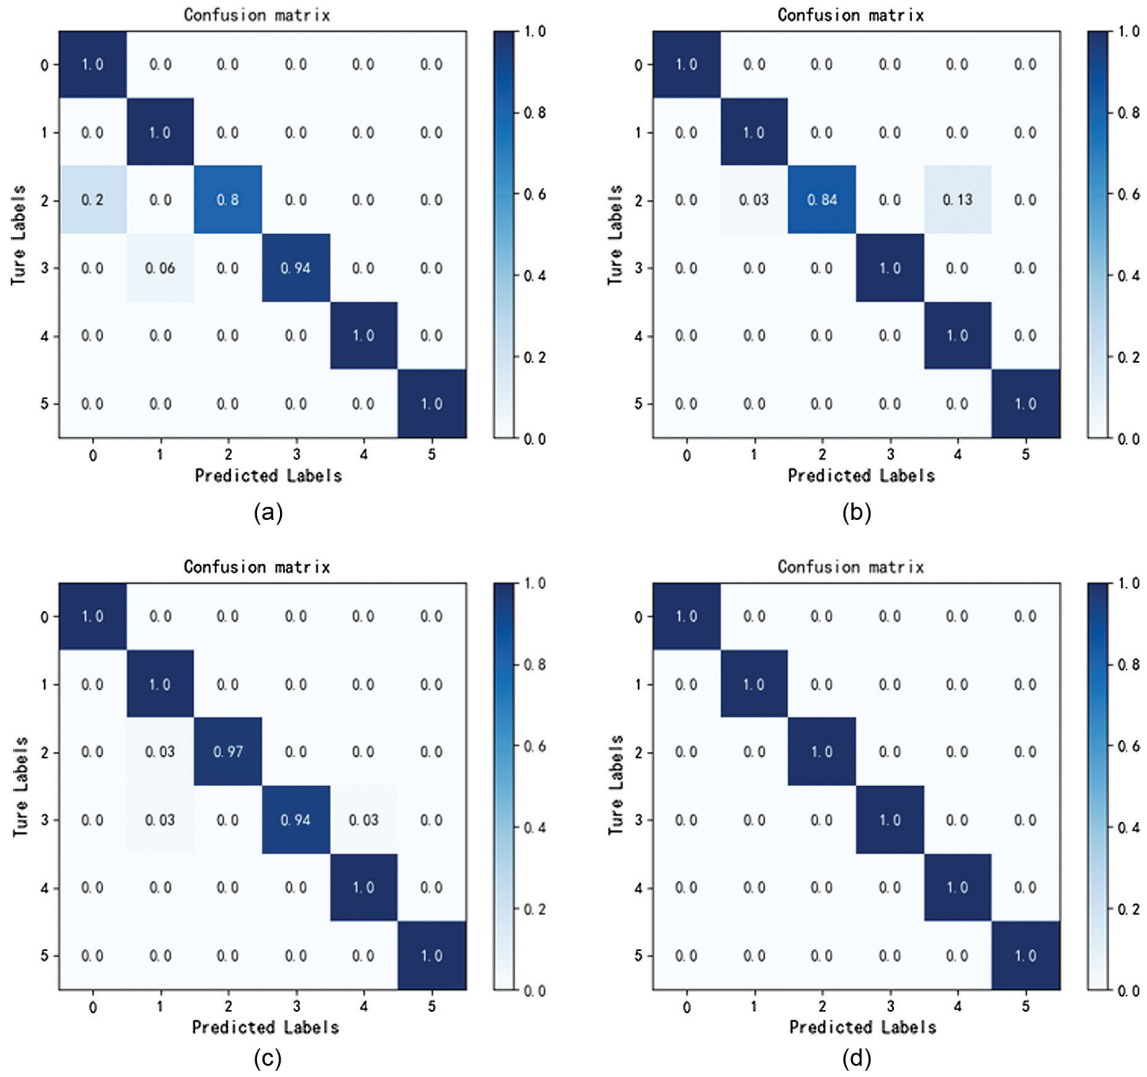 Confusion matrix
Ture Labels
0 1.0 0.0 0.0 0.0 0.0 0.0
1 0.0 1.0 0.0 0.0 0.0 0.0
2 0.2 0.0 0.8 0.0 0.0 0.0
3 0.0 0.06 0.0 0.94 0.0 0.0
4 0.0 0.0 0.0 0.0 1.0 0.0
5 0.0 0.0 0.0 0.0 0.0 1.0
0 1 2 3 4 5
Predicted Labels
1.0
0.8
0.6
0.4
0.2
0.0
(a)
Confusion matrix
Ture Labels
0 1.0 0.0 0.0 0.0 0.0 0.0
1 0.0 1.0 0.0 0.0 0.0 0.0
2 0.0 0.03 0.84 0.0 0.13 0.0
3 0.0 0.0 0.0 1.0 0.0 0.0
4 0.0 0.0 0.0 0.0 1.0 0.0
5 0.0 0.0 0.0 0.0 0.0 1.0
0 1 2 3 4 5
Predicted Labels
1.0
0.8
0.6
0.4
0.2
0.0
(b)
Confusion matrix
Ture Labels
0 1.0 0.0 0.0 0.0 0.0 0.0
1 0.0 1.0 0.0 0.0 0.0 0.0
2 0.0 0.03 0.97 0.0 0.0 0.0
3 0.0 0.03 0.0 0.94 0.03 0.0
4 0.0 0.0 0.0 0.0 1.0 0.0
5 0.0 0.0 0.0 0.0 0.0 1.0
0 1 2 3 4 5
Predicted Labels
1.0
0.8
0.6
0.4
0.2
0.0
(c)
Confusion matrix
Ture Labels
0 1.0 0.0 0.0 0.0 0.0 0.0
1 0.0 1.0 0.0 0.0 0.0 0.0
2 0.0 0.0 1.0 0.0 0.0 0.0
3 0.0 0.0 0.0 1.0 0.0 0.0
4 0.0 0.0 0.0 0.0 1.0 0.0
5 0.0 0.0 0.0 0.0 0.0 1.0
0 1 2 3 4 5
Predicted Labels
1.0
0.8
0.6
0.4
0.2
0.0
(d)